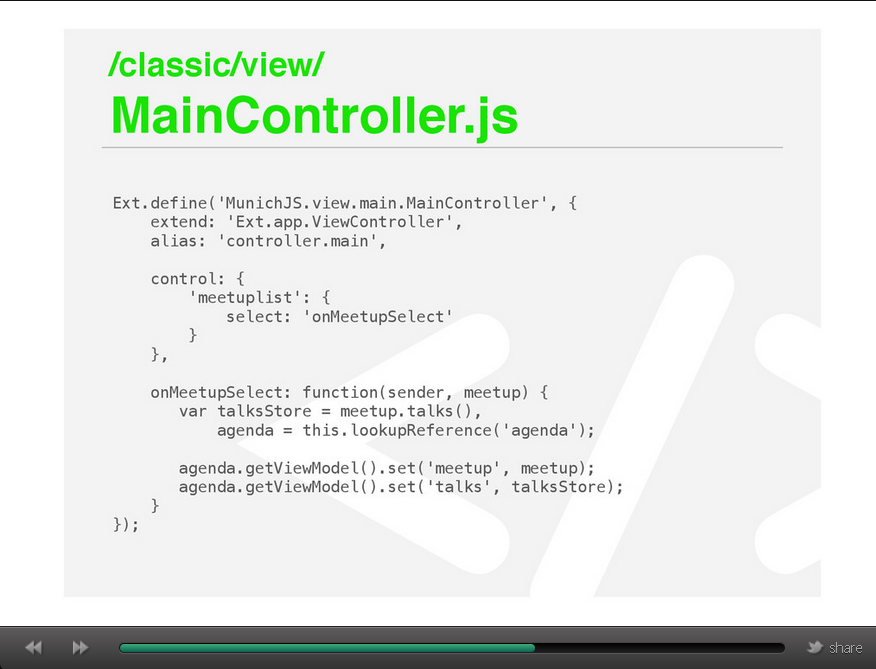 /classic/view/
MainController.js
Ext.define('MunichJS.view.main.MainController', {
    extend: 'Ext.app.ViewController',
    alias: 'controller.main',
    control: {
        'meetuplist': {
            select: 'onMeetupSelect'
        }
    },
    onMeetupSelect: function(sender, meetup) {
       var talksStore = meetup.talks(),
           agenda = this.lookupReference('agenda');
       agenda.getViewModel().set('meetup', meetup);
       agenda.getViewModel().set('talks', talksStore);
    }
});
share